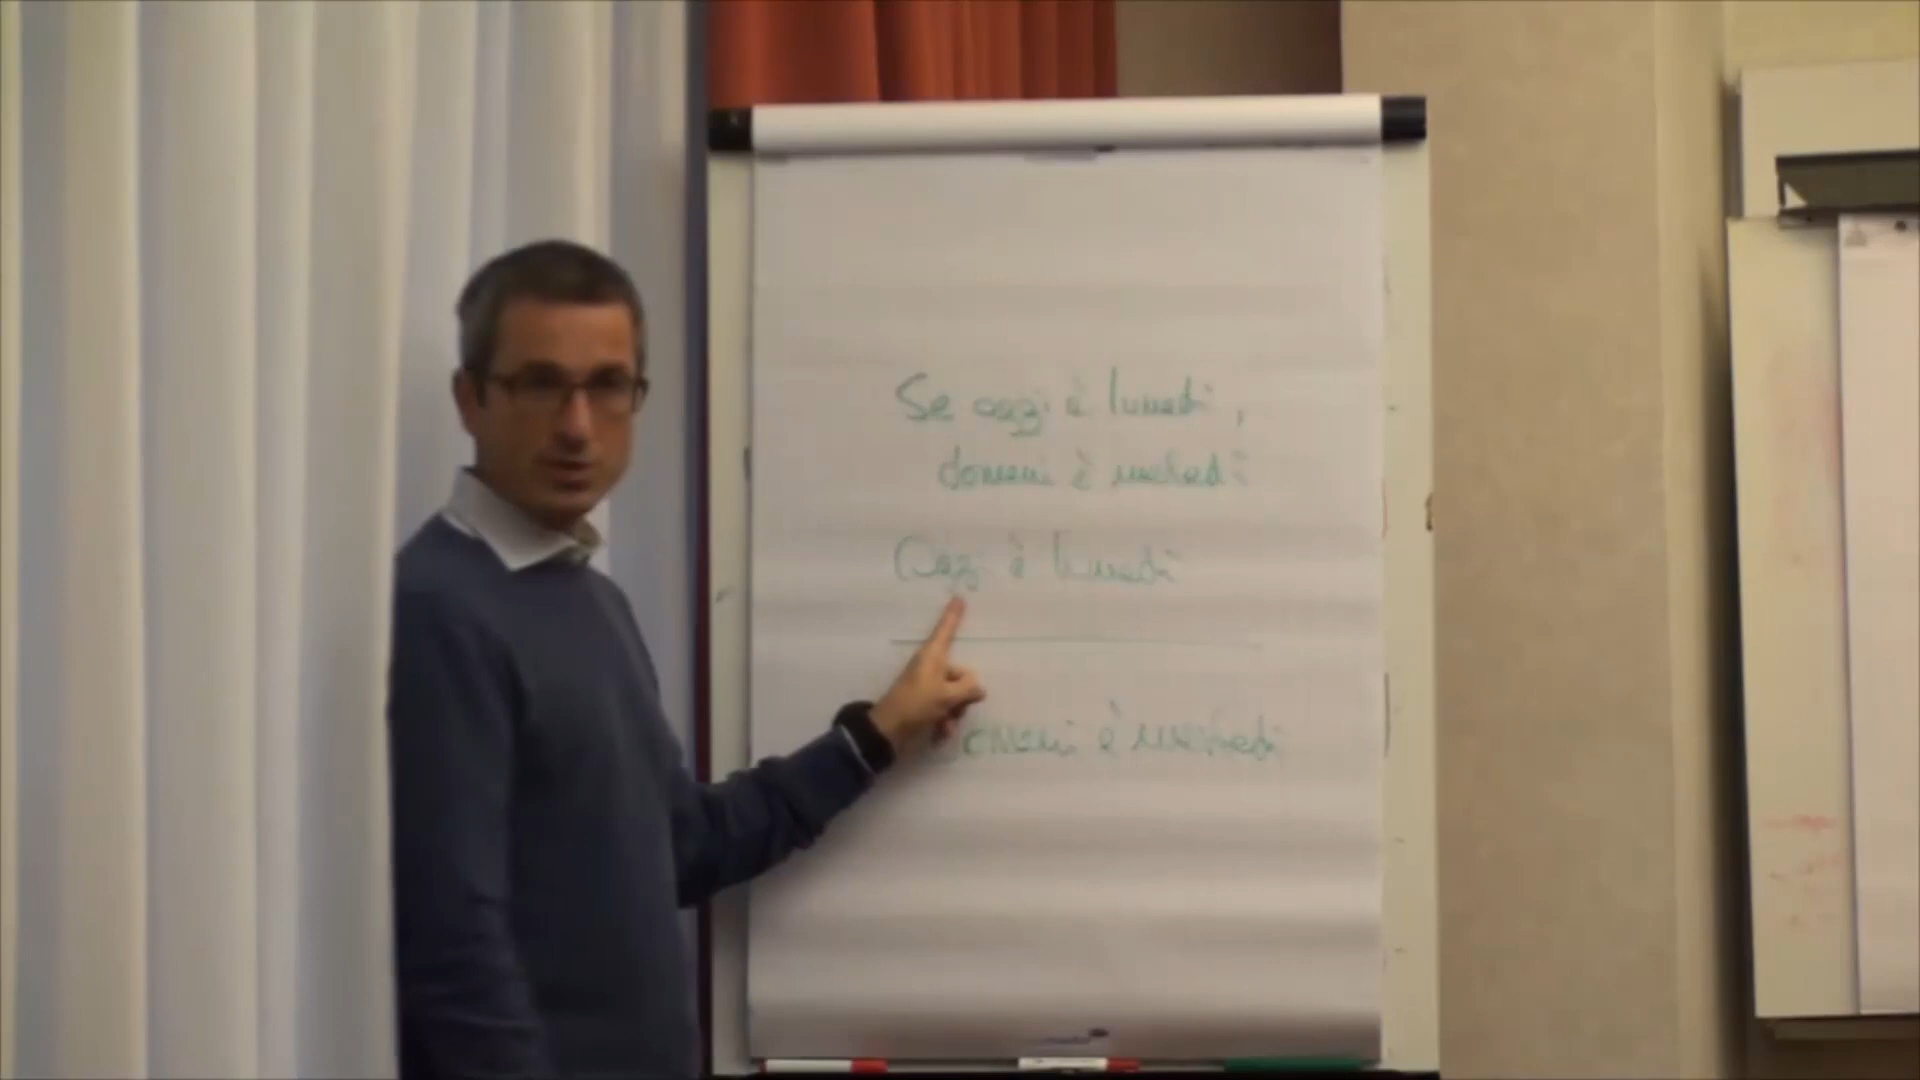 Se oggi è lunedì,
domani è martedì
Oggi è lunedì
domani è martedì